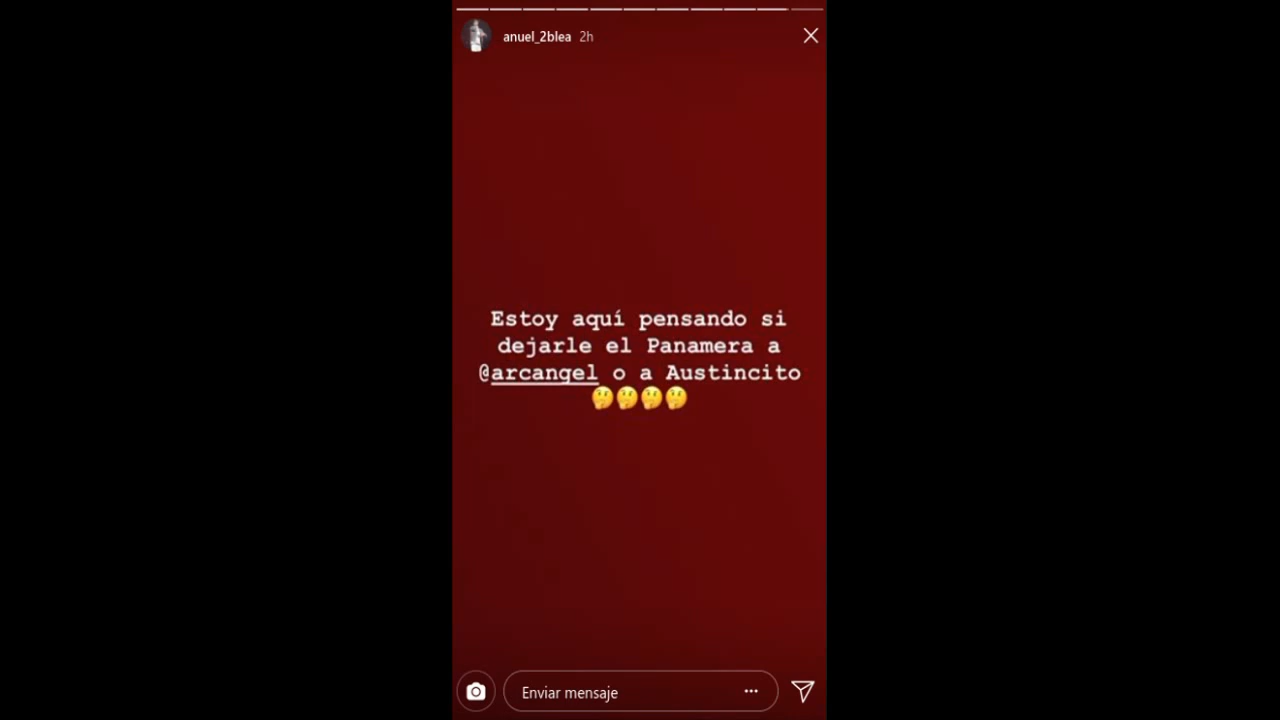 anuel_2blea 2h
Estoy aquí pensando si
dejarle el Panamera a
@arcangel o a Austincito
🤔🤔🤔🤔
Enviar mensaje